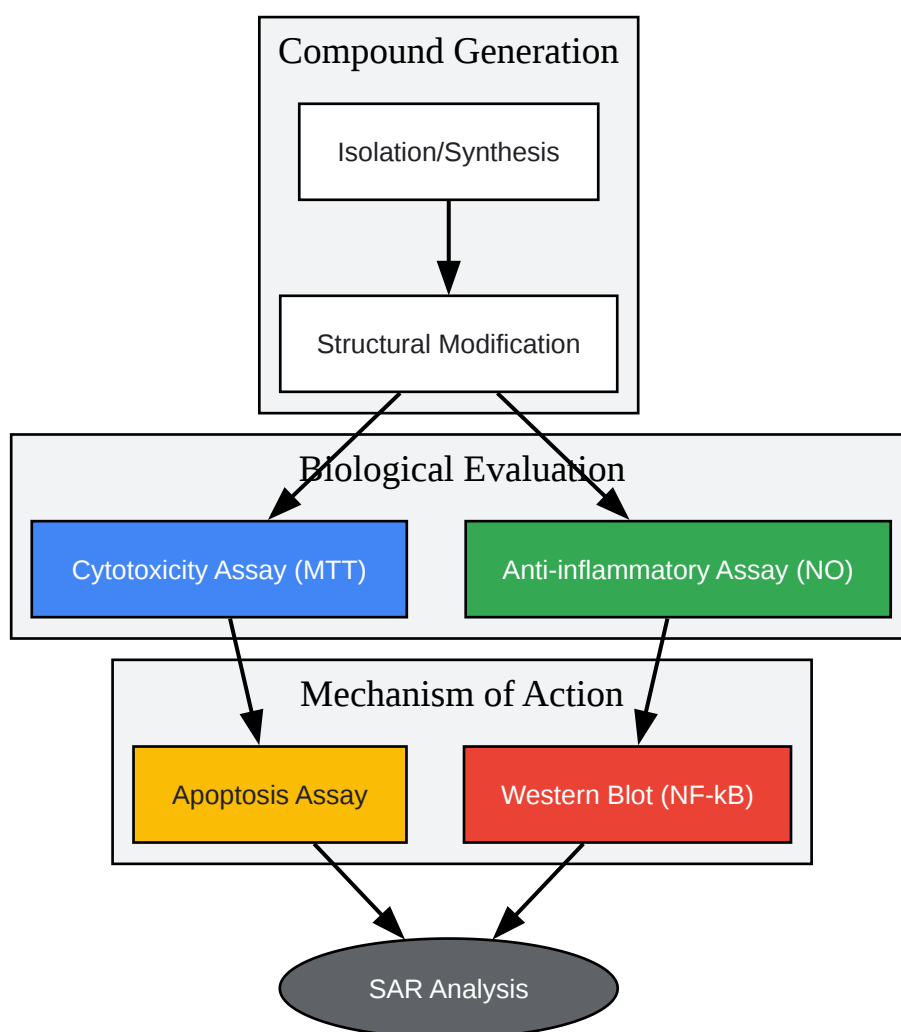 Compound Generation
Isolation/Synthesis
Structural Modification
Biological Evaluation
Cytotoxicity Assay (MTT)
Anti-inflammatory Assay (NO)
Mechanism of Action
Apoptosis Assay
Western Blot (NF-kB)
SAR Analysis